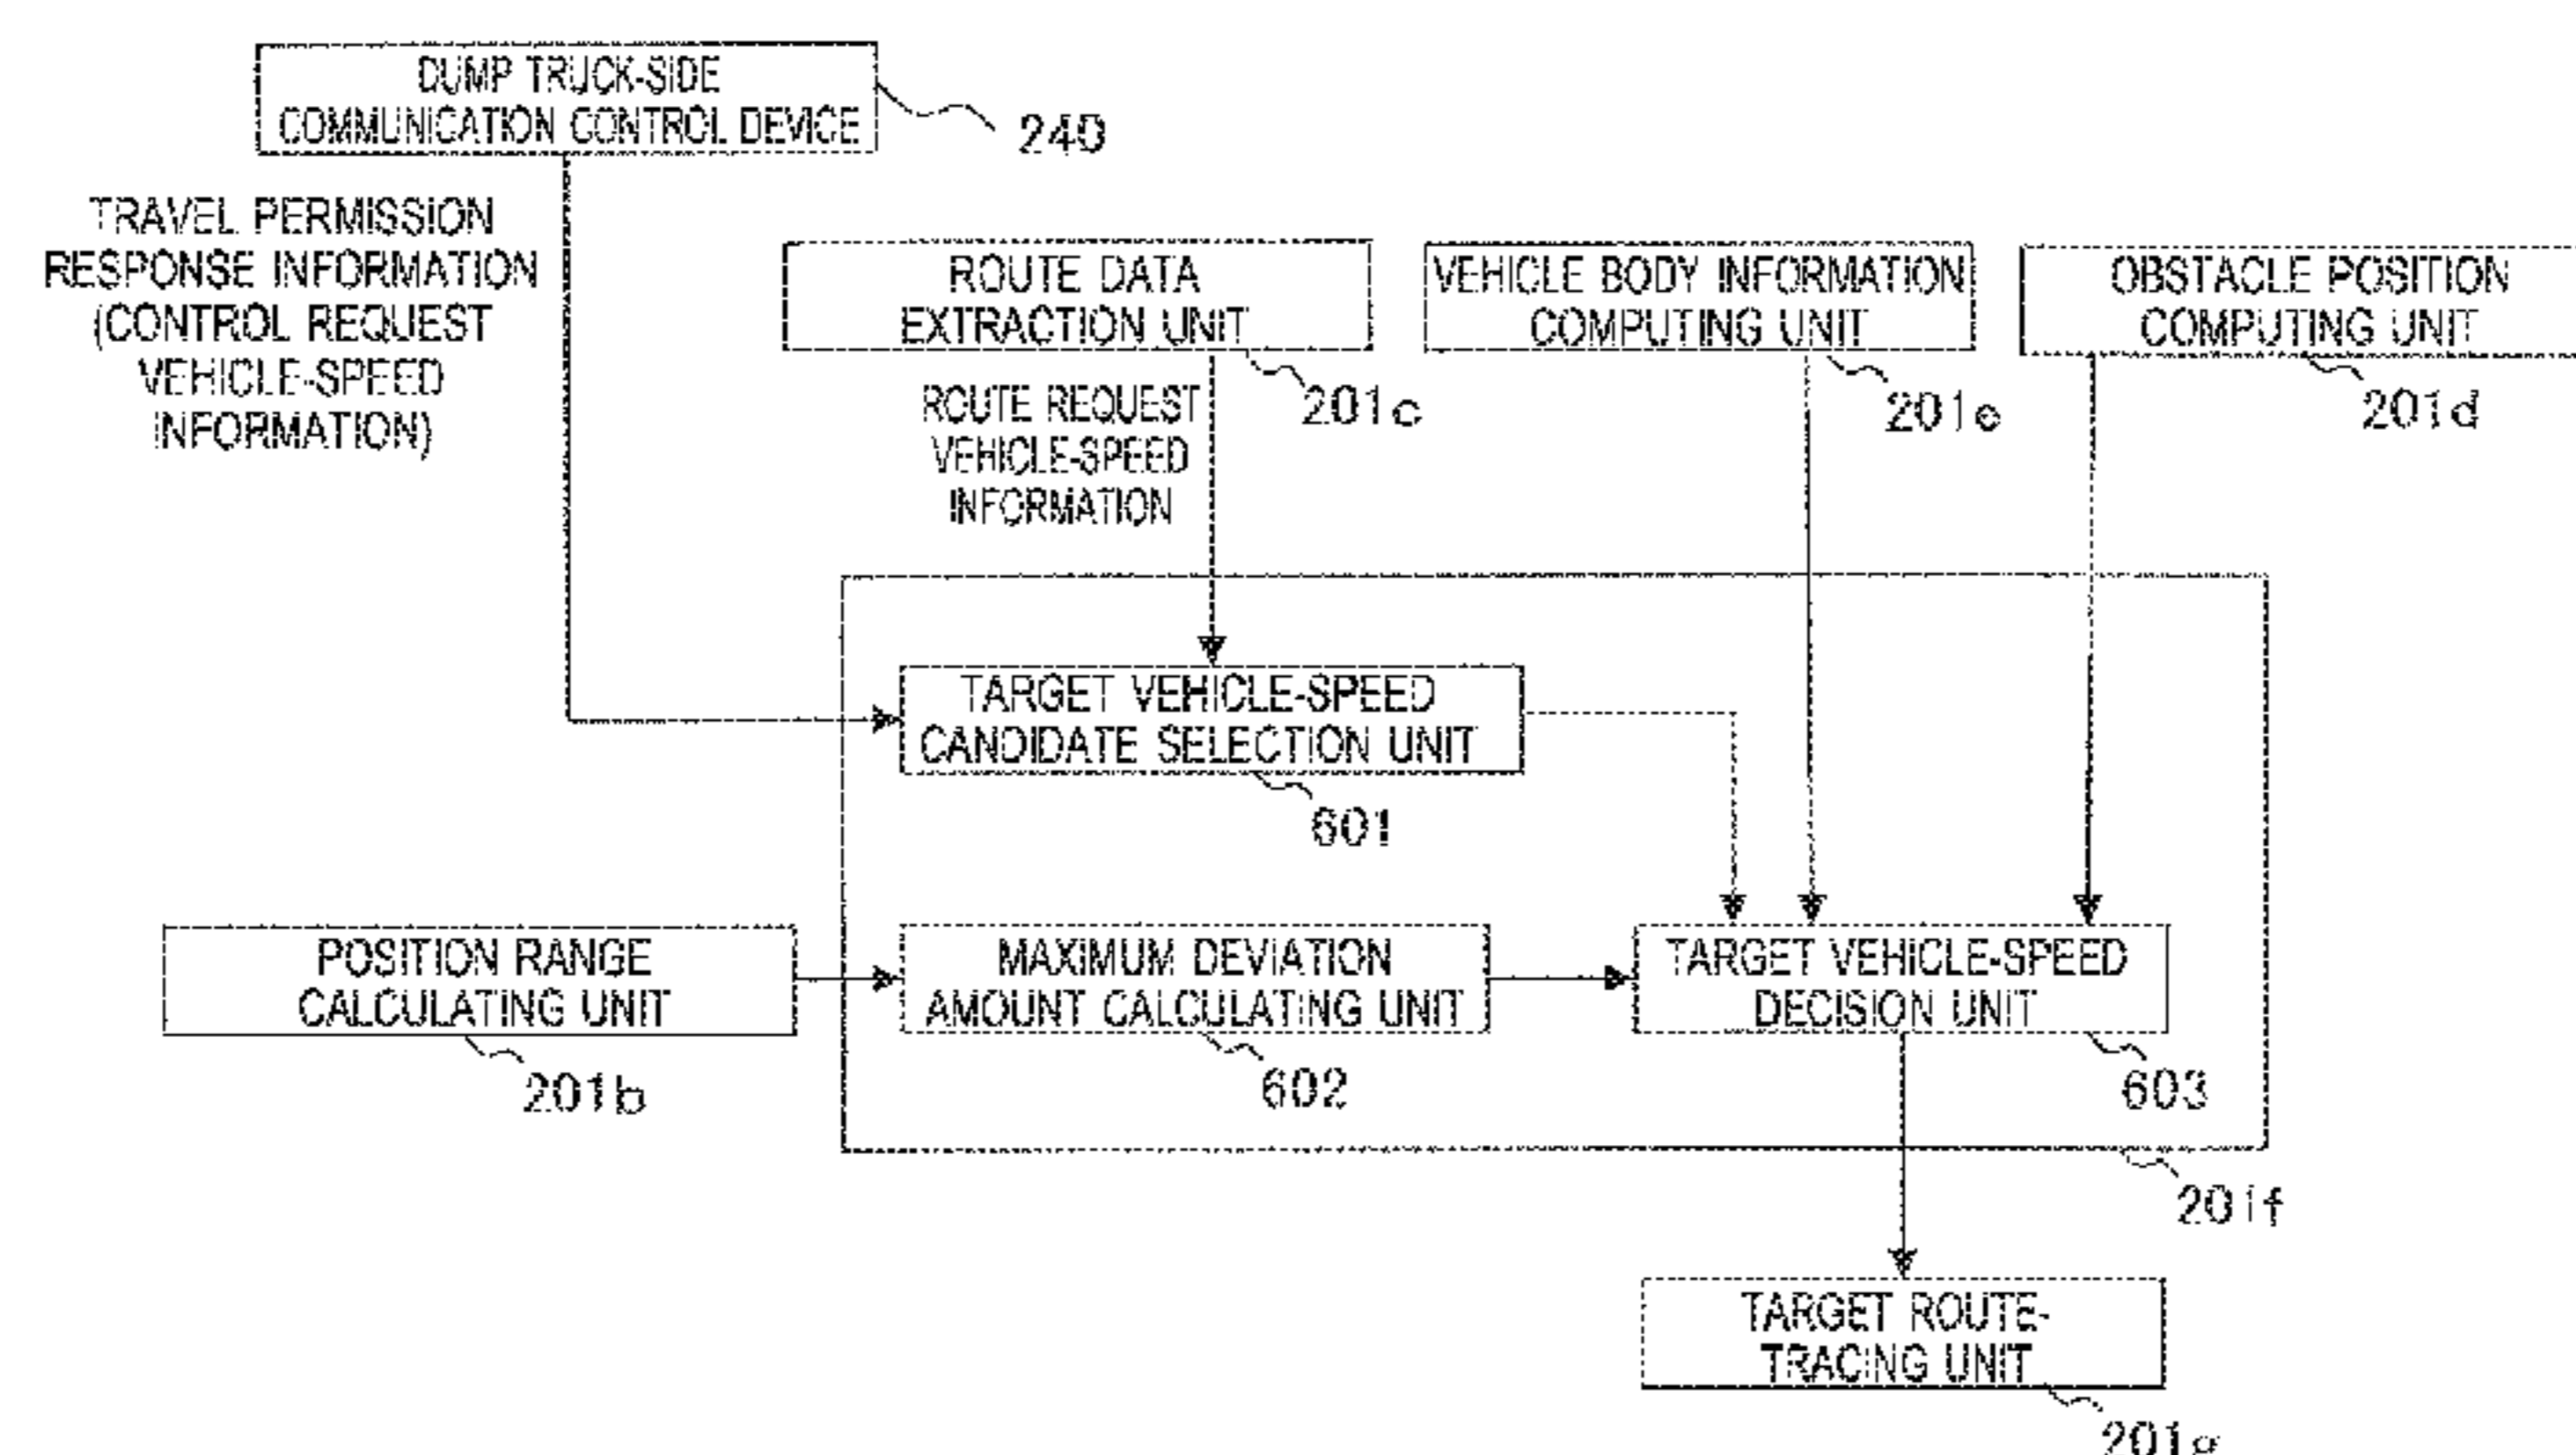 DUMP TRUCK-SIDE
COMMUNICATION CONTROL DEVICE
240
TRAVEL PERMISSION
RESPONSE INFORMATION
(CONTROL REQUEST
VEHICLE-SPEED
INFORMATION)
ROUTE DATA
EXTRACTION UNIT
201c
VEHICLE BODY INFORMATION
COMPUTING UNIT
201e
OBSTACLE POSITION
COMPUTING UNIT
201d
ROUTE REQUEST
VEHICLE-SPEED
INFORMATION
TARGET VEHICLE-SPEED
CANDIDATE SELECTION UNIT
601
POSITION RANGE
CALCULATING UNIT
201b
MAXIMUM DEVIATION
AMOUNT CALCULATING UNIT
602
TARGET VEHICLE-SPEED
DECISION UNIT
603
201f
TARGET ROUTE-
TRACING UNIT